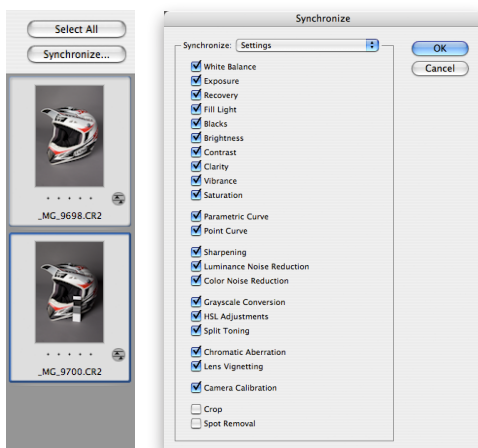 Select All
Synchronize...
_MG_9698.CR2
_MG_9700.CR2
Synchronize
Synchronize: Settings
OK
Cancel
White Balance
Exposure
Recovery
Fill Light
Blacks
Brightness
Contrast
Clarity
Vibrance
Saturation
Parametric Curve
Point Curve
Sharpening
Luminance Noise Reduction
Color Noise Reduction
Grayscale Conversion
HSL Adjustments
Split Toning
Chromatic Aberration
Lens Vignetting
Camera Calibration
Crop
Spot Removal